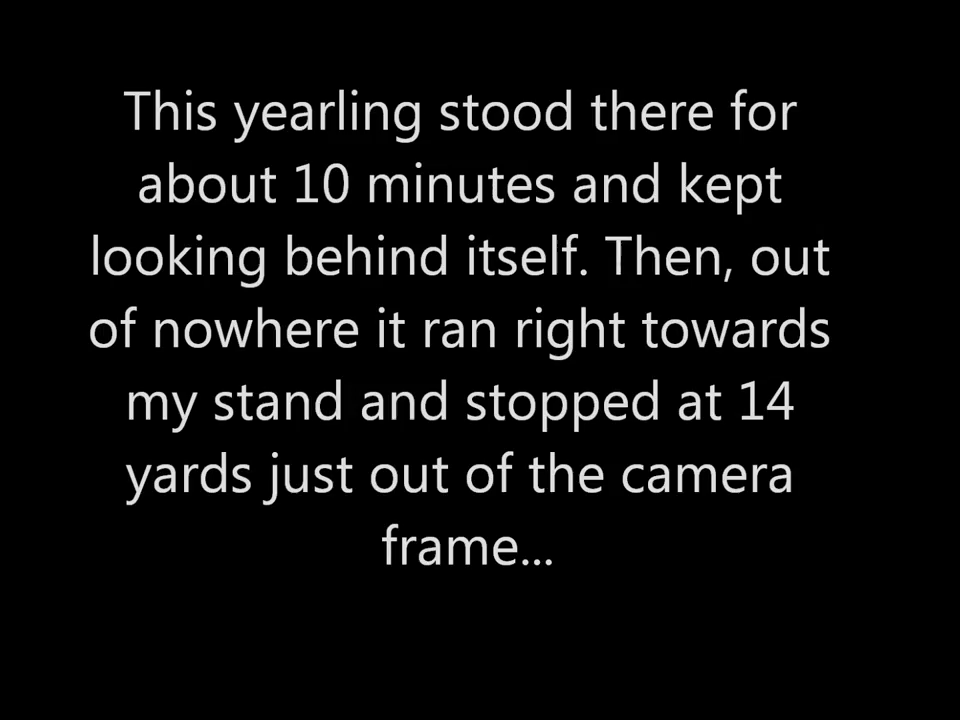 This yearling stood there for
about 10 minutes and kept
looking behind itself. Then, out
of nowhere it ran right towards
my stand and stopped at 14
yards just out of the camera
frame...